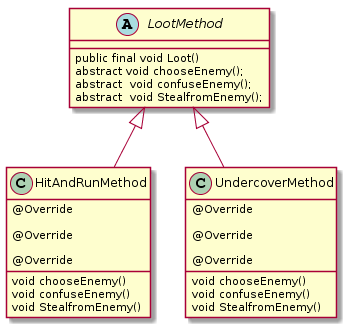 A LootMethod
public final void Loot()
abstract void chooseEnemy();
abstract  void confuseEnemy();
abstract  void StealfromEnemy();
C HitAndRunMethod
@Override
@Override
@Override
void chooseEnemy()
void confuseEnemy()
void StealfromEnemy()
C UndercoverMethod
@Override
@Override
@Override
void chooseEnemy()
void confuseEnemy()
void StealfromEnemy()